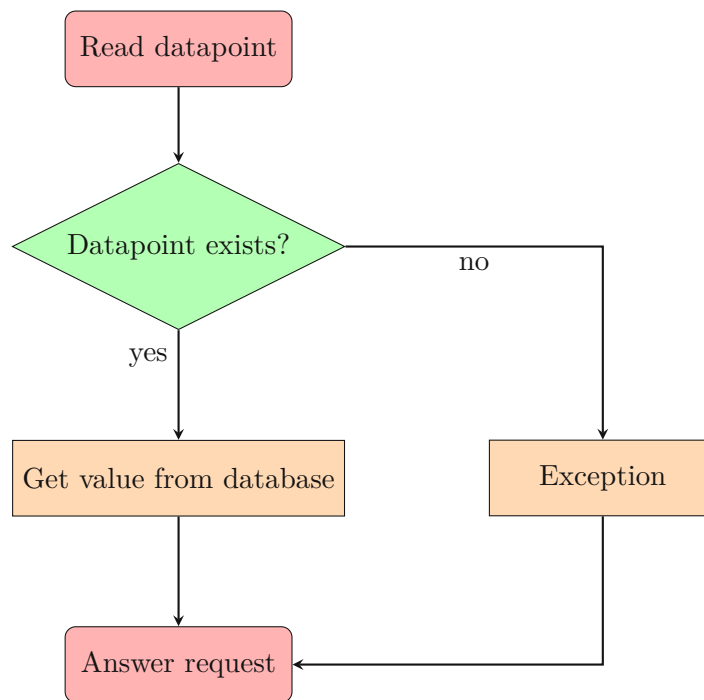 Read datapoint
Datapoint exists?
no
yes
Get value from database
Exception
Answer request